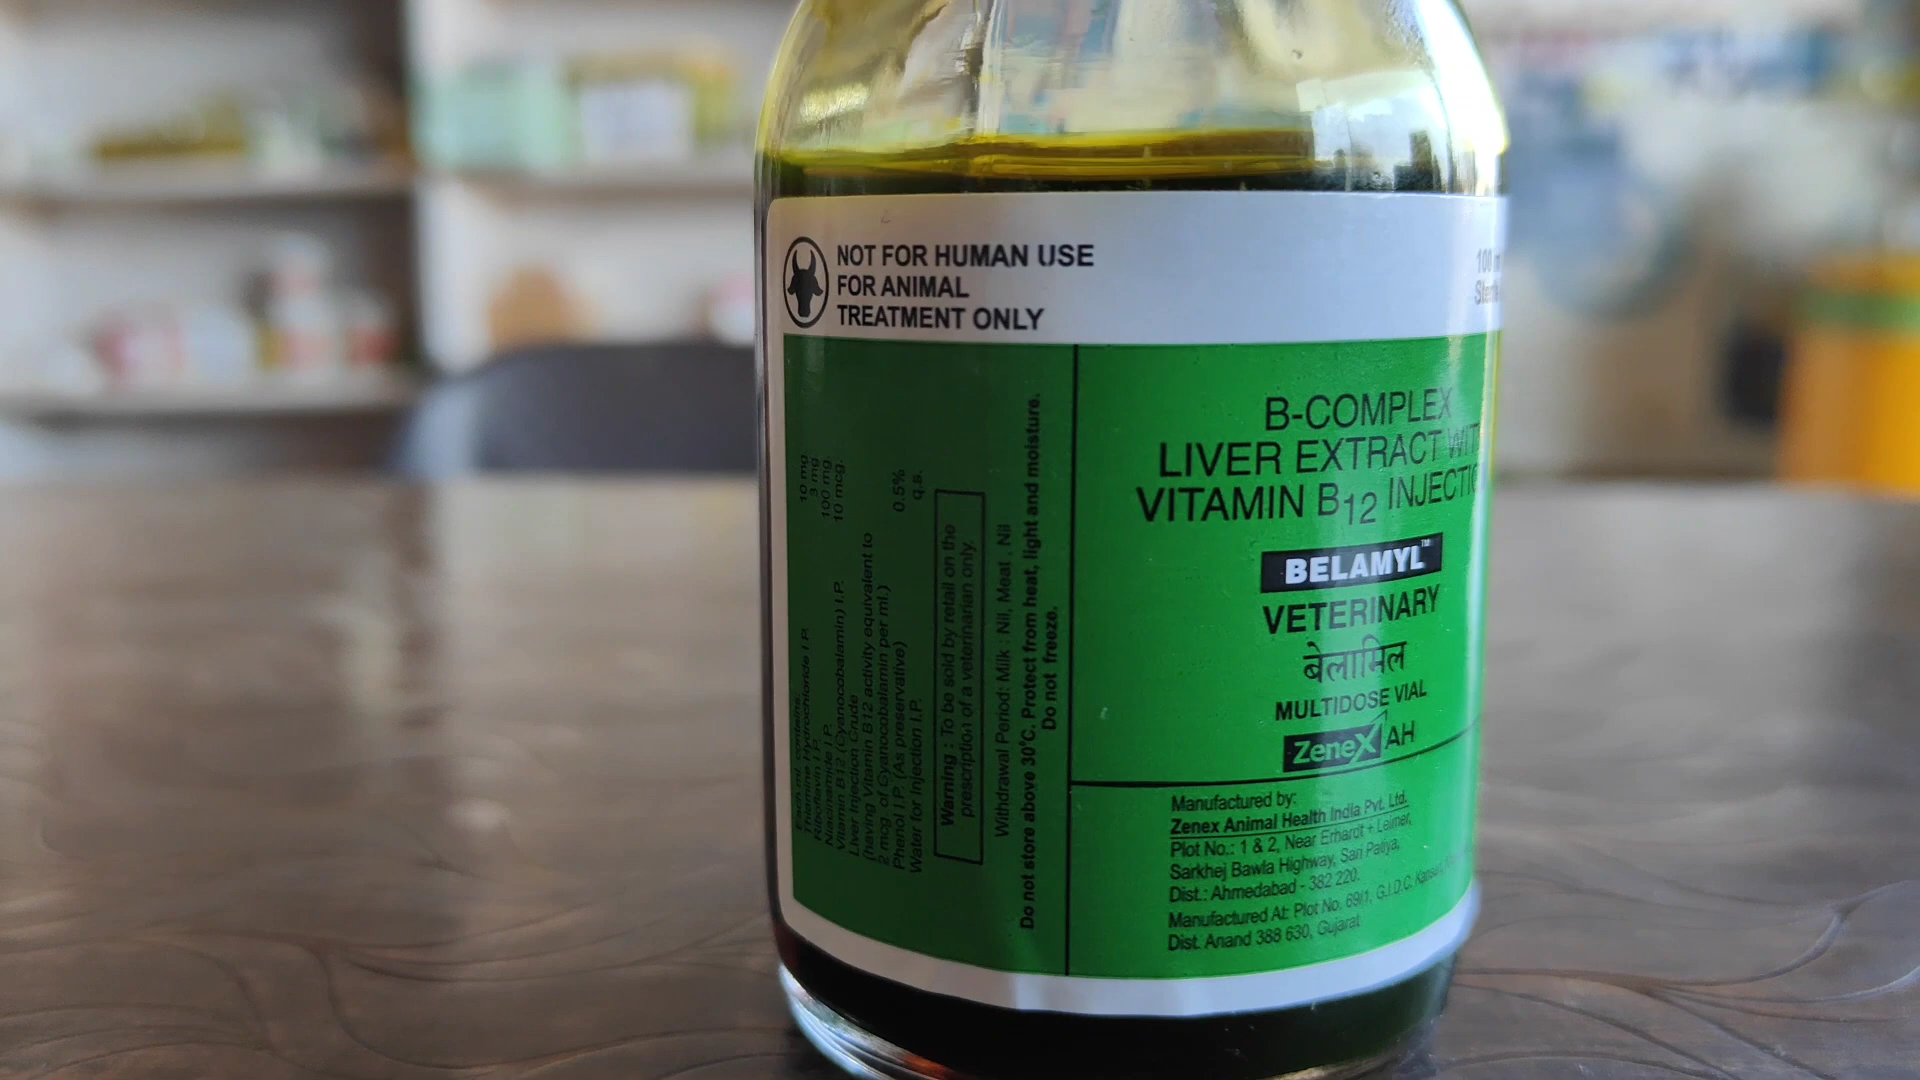 NOT FOR HUMAN USE
FOR ANIMAL
TREATMENT ONLY
100
Each ml. contains:
Thiamine Hydrochloride I.P. 10 mg
Riboflavin I.P. 3 mg
Niacinamide I.P. 100 mg.
Vitamin B12 (Cyanocobalamin) I.P. 10 mcg.
Liver Injection Crude
(having Vitamin B12 activity equivalent to
2 mcg of Cyanocobalamin per ml.)
Phenol I.P. (As preservative) 0.5%
Water for Injection I.P. q.s.
Warning : To be sold by retail on the
prescription of a veterinarian only.
Withdrawal Period: Milk : Nil, Meat : Nil
Do not store above 30°C. Protect from heat, light and moisture.
Do not freeze.
B-COMPLEX
LIVER EXTRACT WIT
VITAMIN B12 INJECTIO
BELAMYL™
VETERINARY
बेलामिल
MULTIDOSE VIAL
ZeneX AH
Manufactured by:
Zenex Animal Health India Pvt. Ltd.
Plot No.: 1 & 2, Near Erhardt + Leimer,
Sarkhej Bawla Highway, Sari Patiya,
Dist.: Ahmedabad - 382 220.
Manufactured At: Plot No. 69/1, G.I.D.C.
Dist. Anand 388 630, Gujarat